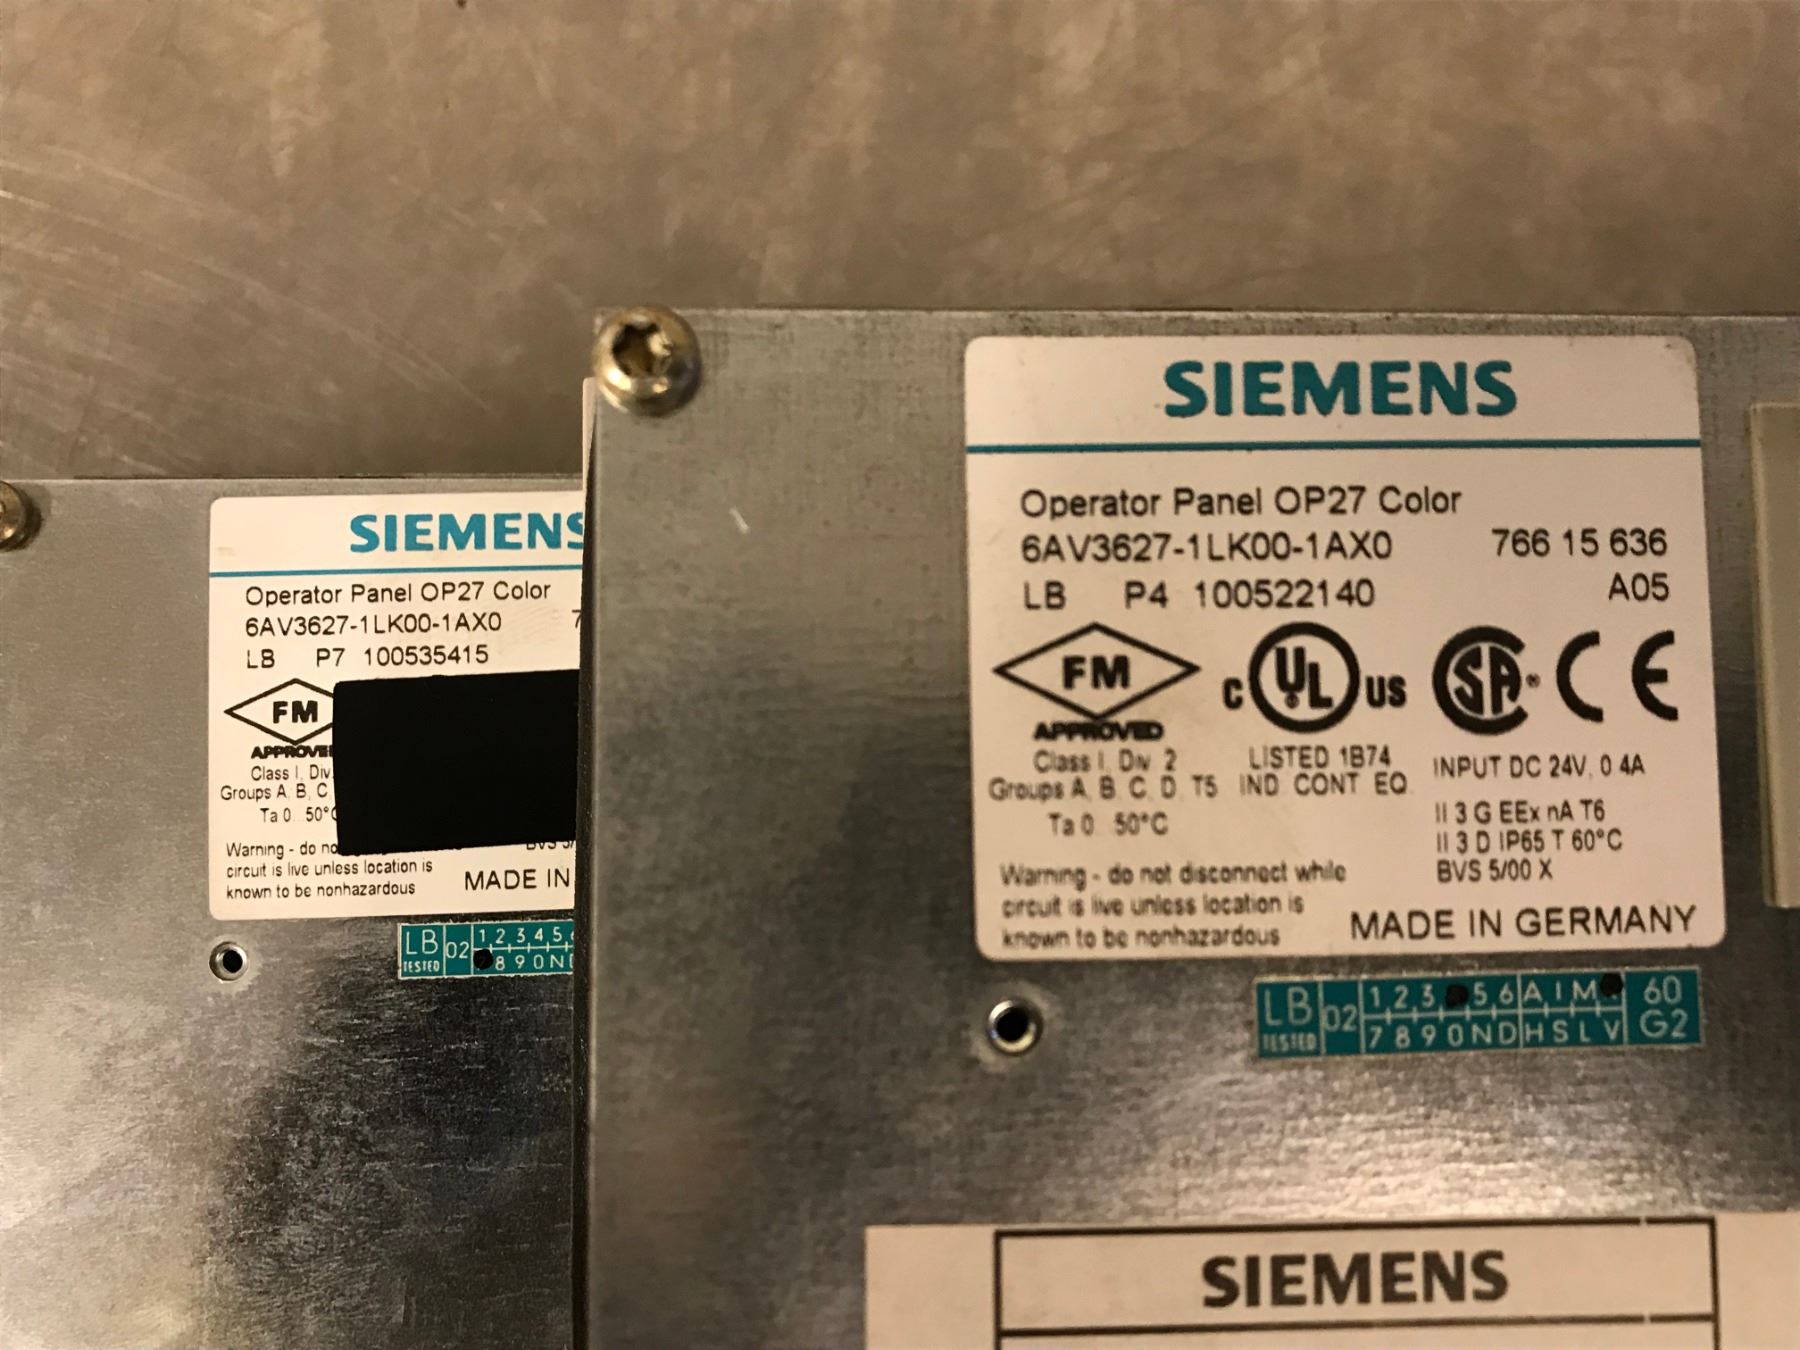 SIEMENS
Operator Panel OP27 Color
6AV3627-1LK00-1AX0
LB P7 100535415
FM
APPROVE
Class I, Div.
Groups A, B, C
Ta 0...50°C
Warning - do no
circuit is live unless location is
known to be nonhazardous
MADE IN
LB 02 1 2 3 4 5
TESTED 8 9 0 N
SIEMENS
Operator Panel OP27 Color
6AV3627-1LK00-1AX0 766 15 636
LB P4 100522140 A05
FM C UL US SA CE
APPROVED
Class I, Div 2 LISTED 1B74 INPUT DC 24V, 0.4A
Groups A, B, C, D, T5 IND CONT EQ
Ta 0...50°C II 3 G EEx nA T6
II 3 D IP65 T 60°C
Warning - do not disconnect while BVS 5/00 X
circuit is live unless location is
known to be nonhazardous MADE IN GERMANY
LB 02 1 2 3 5 6 A I M 60
TESTED 7 8 9 0 N D H S L V G2
SIEMENS